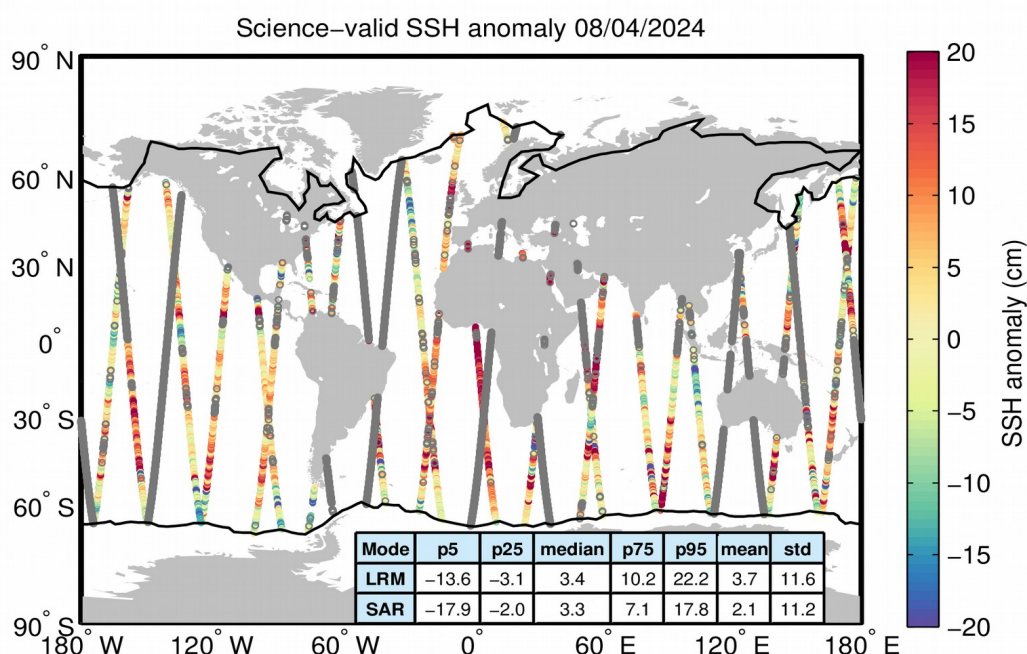 Science−valid SSH anomaly 08/04/2024
90° N
60° N
30° N
0°
30° S
60° S
90° S
180° W
120° W
60° W
0°
60° E
120° E
180° E
20
15
10
5
0
−5
−10
−15
−20
SSH anomaly (cm)
Mode p5 p25 median p75 p95 mean std
LRM −13.6 −3.1 3.4 10.2 22.2 3.7 11.6
SAR −17.9 −2.0 3.3 7.1 17.8 2.1 11.2